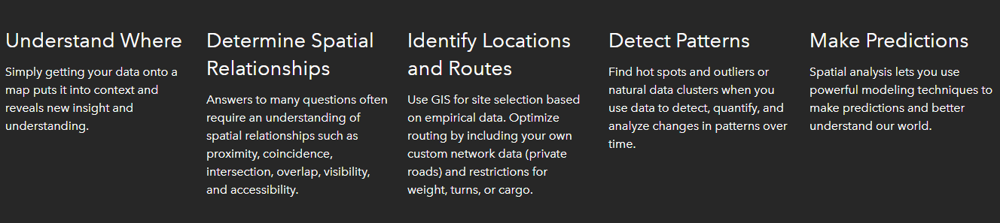 Understand Where
Simply getting your data onto a
map puts it into context and
reveals new insight and
understanding.
Determine Spatial
Relationships
Answers to many questions often
require an understanding of
spatial relationships such as
proximity, coincidence,
intersection, overlap, visibility,
and accessibility.
Identify Locations
and Routes
Use GIS for site selection based
on empirical data. Optimize
routing by including your own
custom network data (private
roads) and restrictions for
weight, turns, or cargo.
Detect Patterns
Find hot spots and outliers or
natural data clusters when you
use data to detect, quantify, and
analyze changes in patterns over
time.
Make Predictions
Spatial analysis lets you use
powerful modeling techniques to
make predictions and better
understand our world.